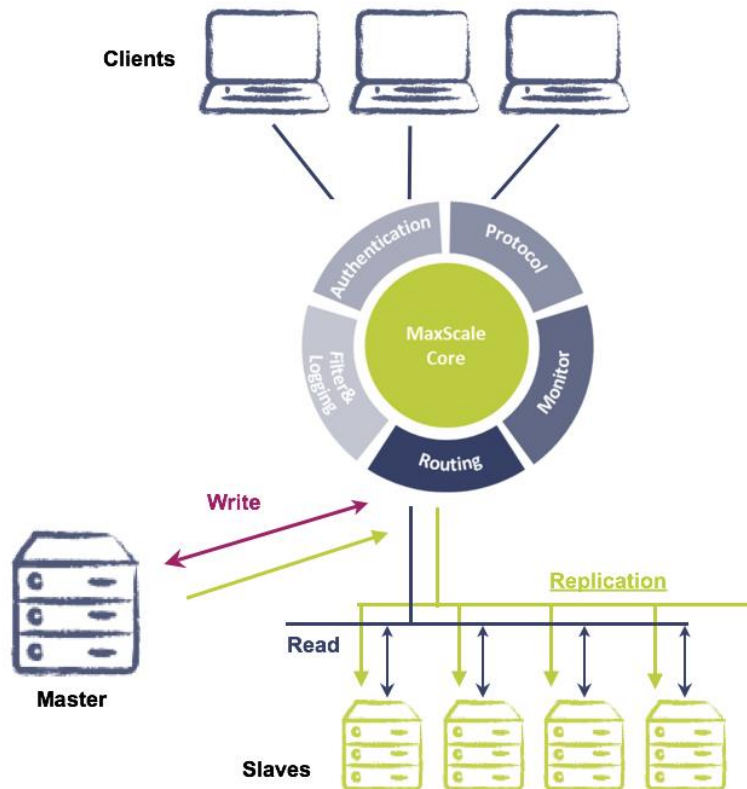 Clients
Authentication
Protocol
MaxScale
Core
Filter&
Logging
Monitor
Routing
Write
Replication
Read
Master
Slaves